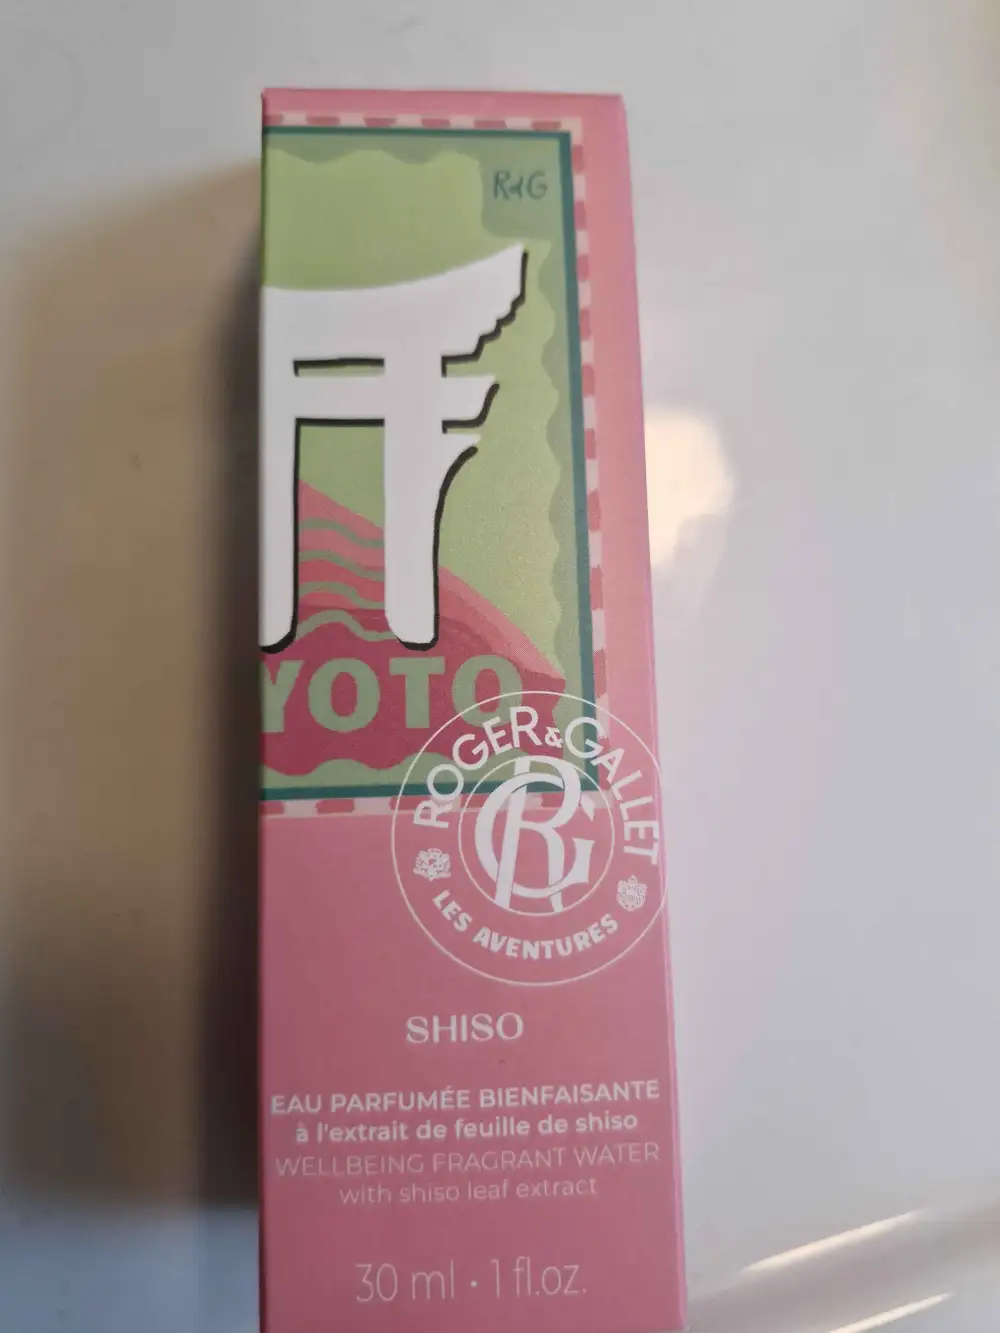 R&G
YOTO
ROGER & GALLET
RG
LES AVENTURES
SHISO
EAU PARFUMÉE BIENFAISANTE
à l'extrait de feuille de shiso
WELLBEING FRAGRANT WATER
with shiso leaf extract
30 ml · 1 fl.oz.